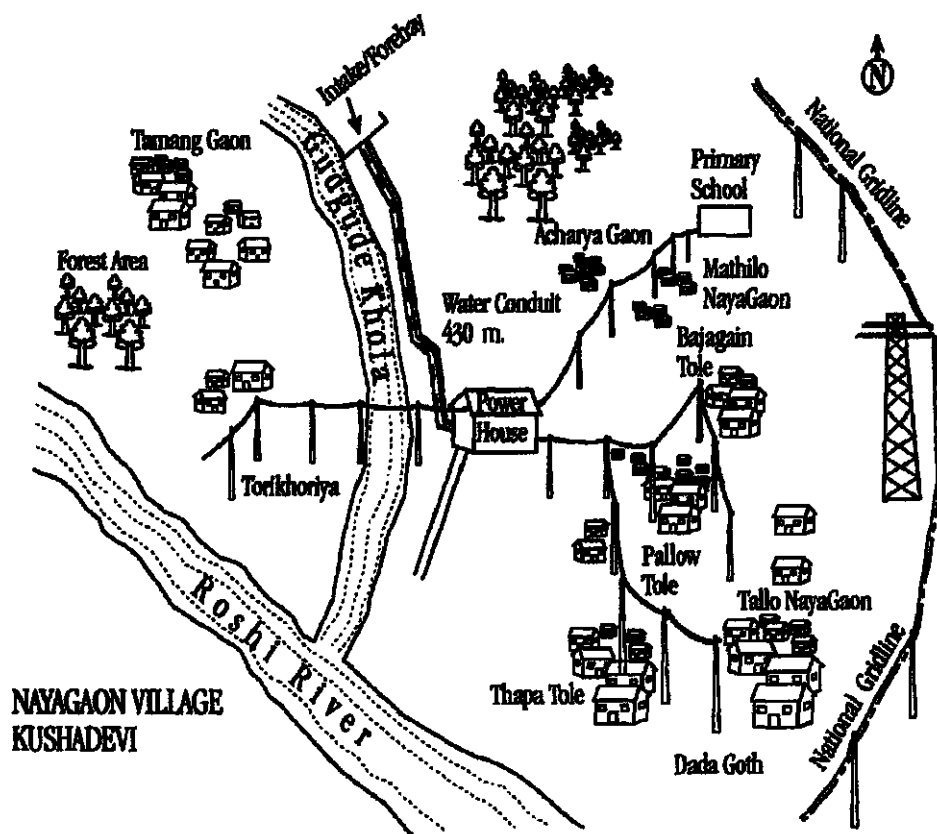 Intake/Forebay
N
Tamang Gaon
Gudgude Khola
National Gridline
Primary
School
Acharya Gaon
Forest Area
Mathilo
NayaGaon
Water Conduit
430 m.
Bajagain
Tole
Power
House
Torikhoriya
Pallow
Tole
Tallo NayaGaon
Roshi River
Thapa Tole
National Gridline
NAYAGAON VILLAGE
KUSHADEVI
Dada Goth